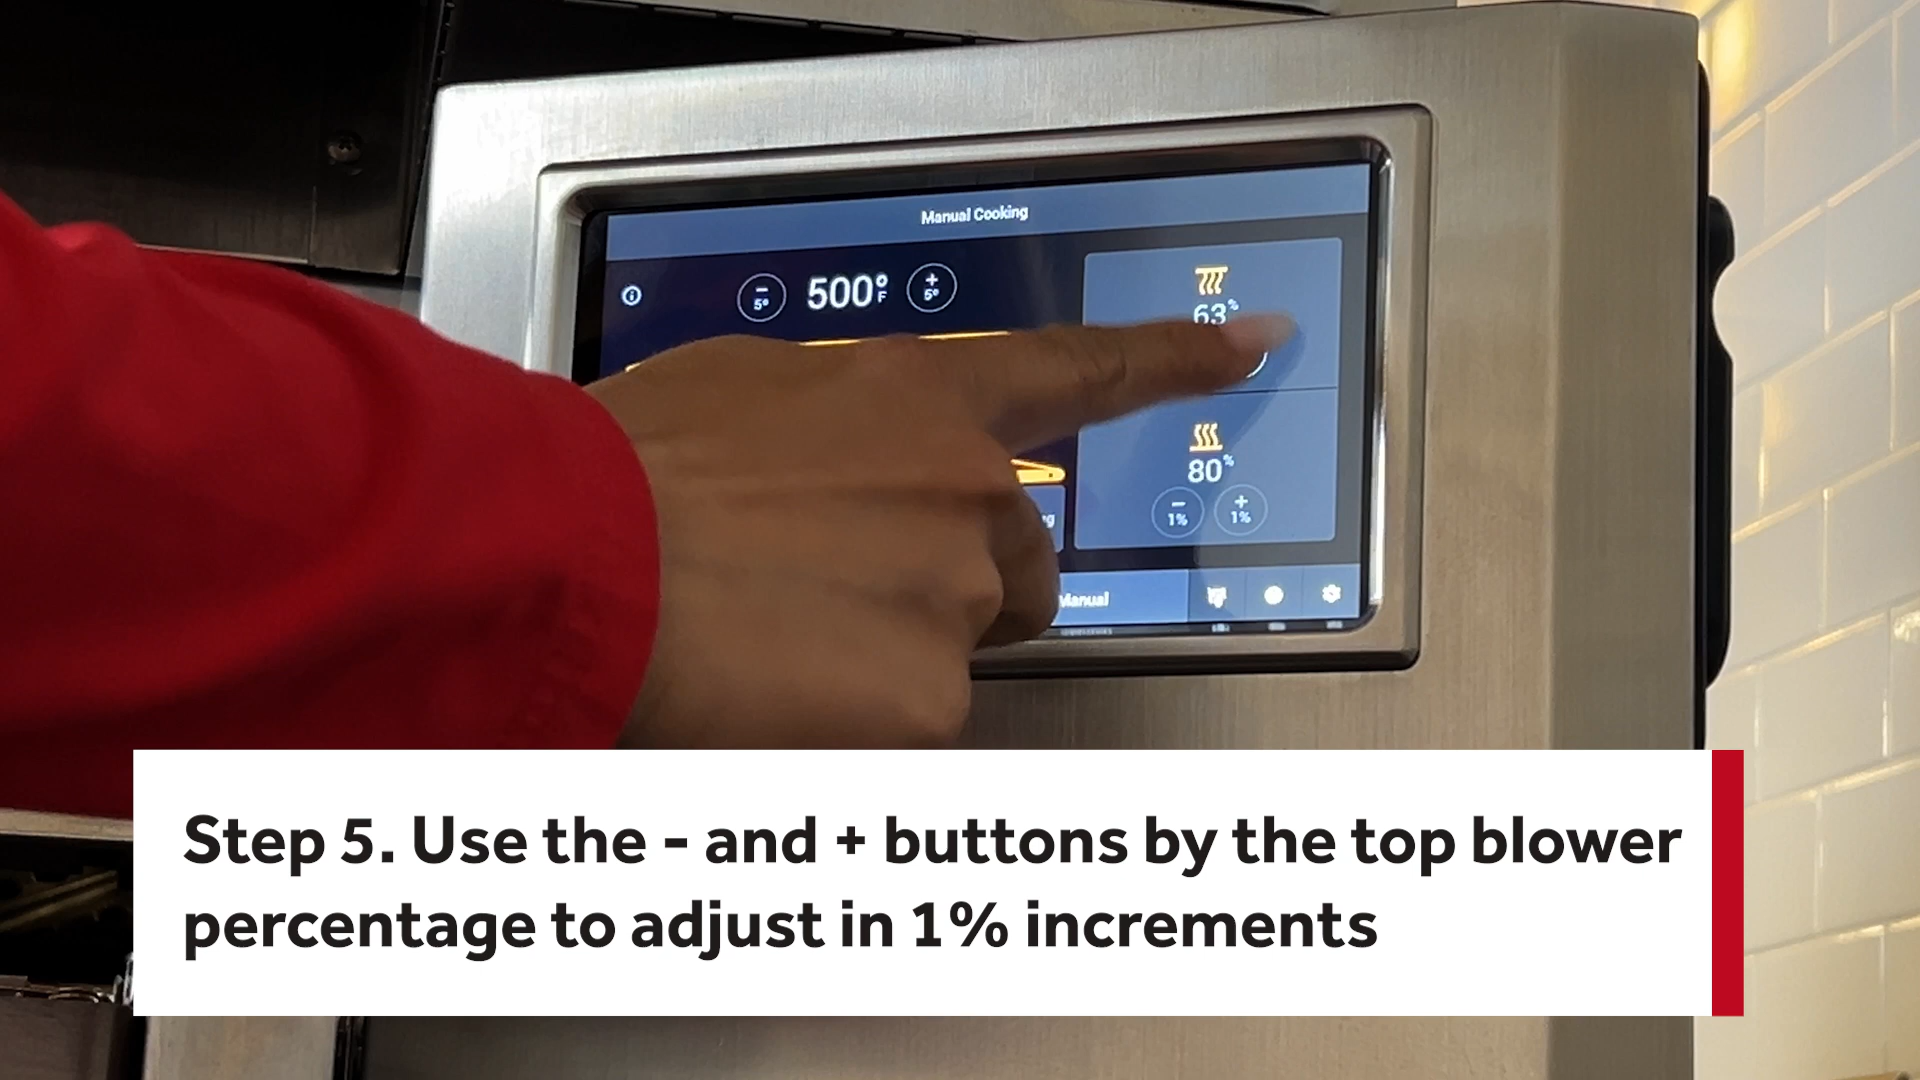 Manual Cooking
− 5° 500°F + 5°
63%
80%
− 1% + 1%
Manual
Step 5. Use the - and + buttons by the top blower
percentage to adjust in 1% increments